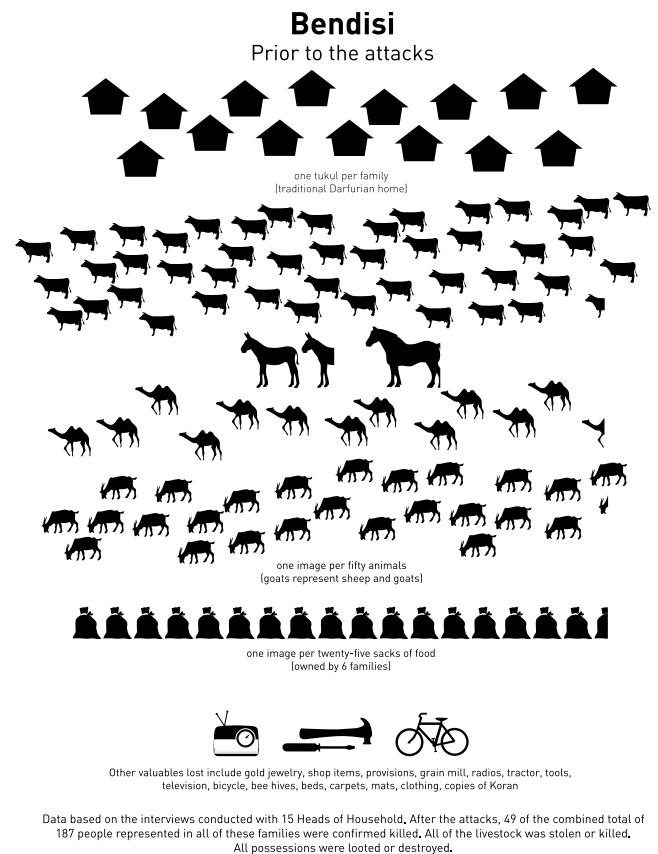 Bendisi
Prior to the attacks
one tukul per family
(traditional Darfurian home)
one image per fifty animals
(goats represent sheep and goats)
one image per twenty-five sacks of food
(owned by 6 families)
Other valuables lost include gold jewelry, shop items, provisions, grain mill, radios, tractor, tools,
television, bicycle, bee hives, beds, carpets, mats, clothing, copies of Koran
Data based on the interviews conducted with 15 Heads of Household. After the attacks, 49 of the combined total of
187 people represented in all of these families were confirmed killed. All of the livestock was stolen or killed.
All possessions were looted or destroyed.